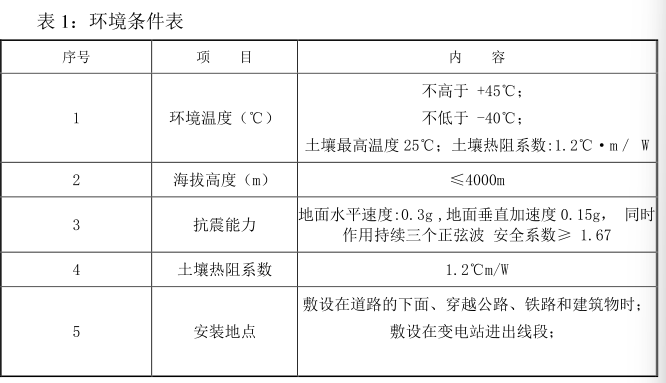 表 1：环境条件表
序号 项 目 内 容
1 环境温度（℃） 不高于 +45℃；
不低于 -40℃；
土壤最高温度 25℃；土壤热阻系数:1.2℃·m / W
2 海拔高度（m） ≤4000m
3 抗震能力 地面水平速度:0.3g ,地面垂直加速度 0.15g， 同时
作用持续三个正弦波 安全系数≥ 1.67
4 土壤热阻系数 1.2℃m/W
5 安装地点 敷设在道路的下面、穿越公路、铁路和建筑物时；
敷设在变电站进出线段；